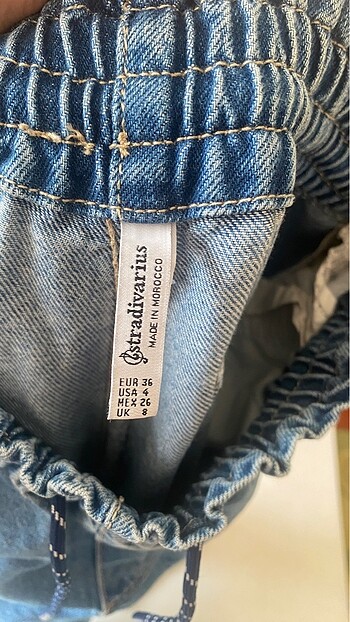 Stradivarius
MADE IN MOROCCO
EUR 36
USA 4
MEX 26
UK 8